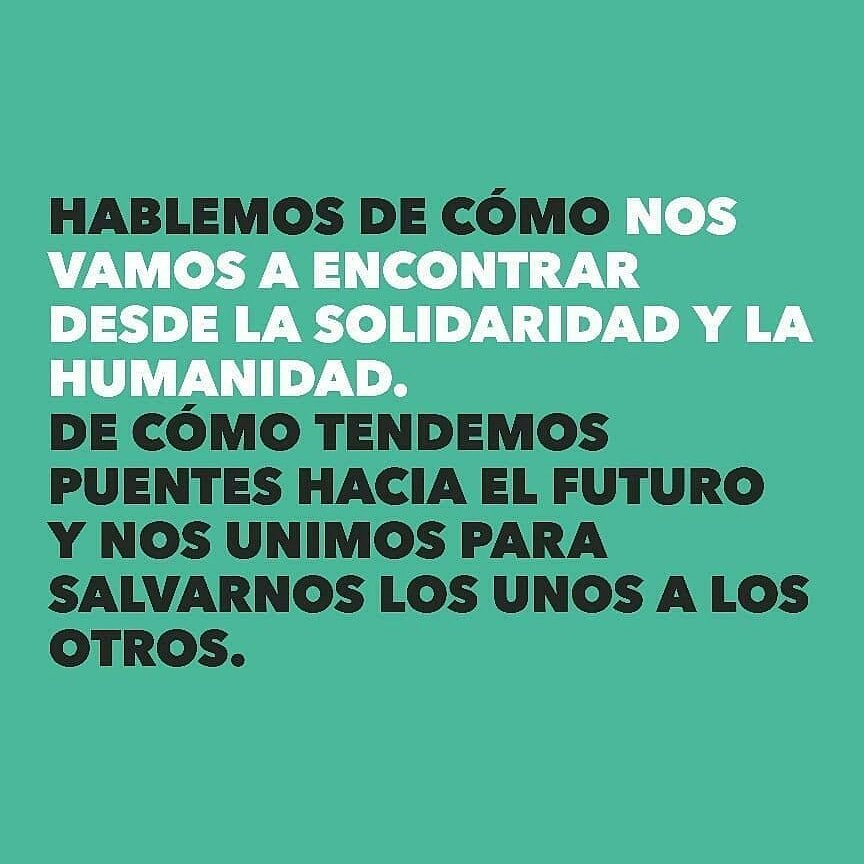 HABLEMOS DE CÓMO NOS
VAMOS A ENCONTRAR
DESDE LA SOLIDARIDAD Y LA
HUMANIDAD.
DE CÓMO TENDEMOS
PUENTES HACIA EL FUTURO
Y NOS UNIMOS PARA
SALVARNOS LOS UNOS A LOS
OTROS.